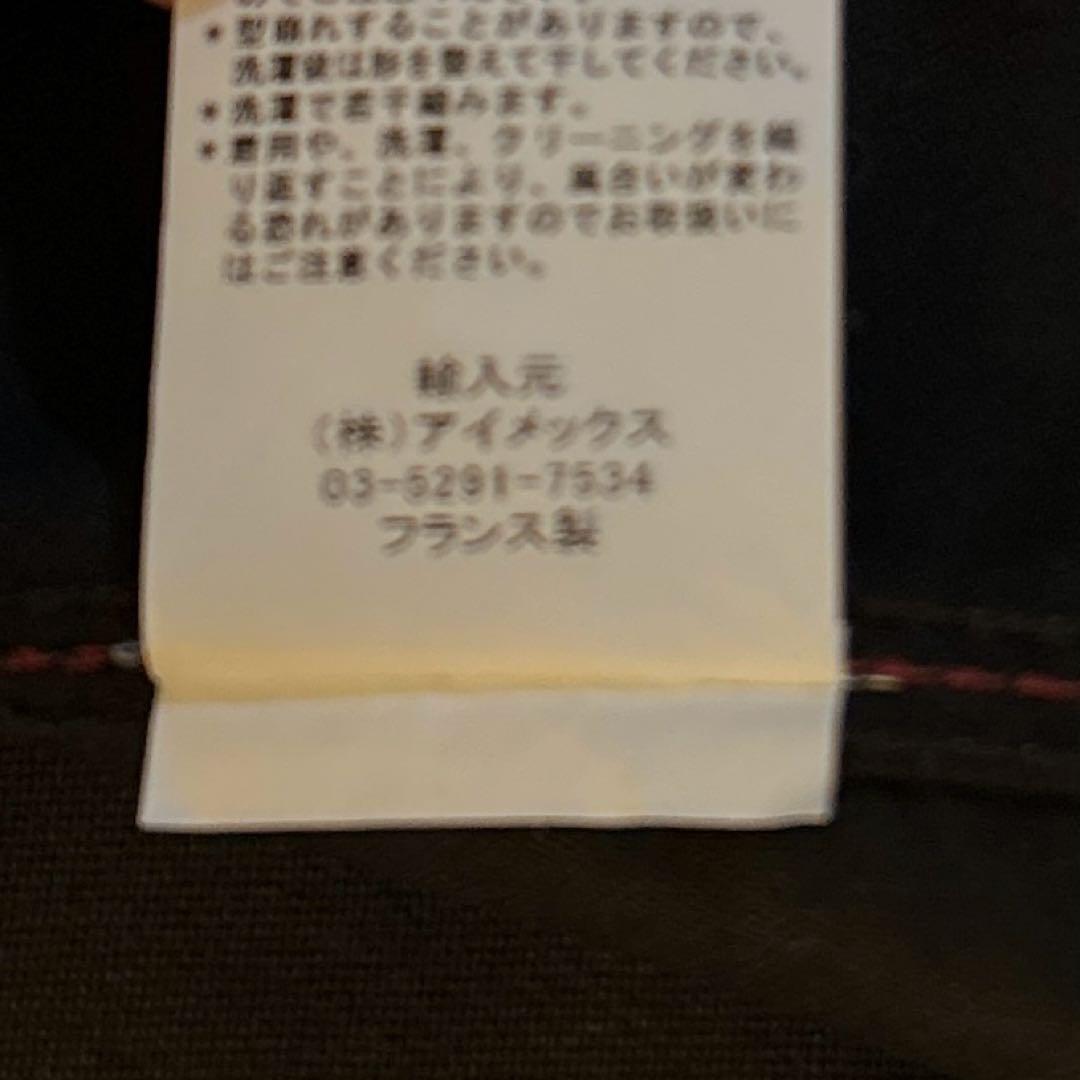 * 型崩れすることがありますので、
洗濯後は形を整えて干してください。
* 洗濯で若干縮みます。
* 着用や、洗濯、クリーニングを繰
り返すことにより、風合いが変わ
る恐れがありますのでお取扱いに
はご注意ください。
輸入元
(株)アイメックス
03-5291-7534
フランス製